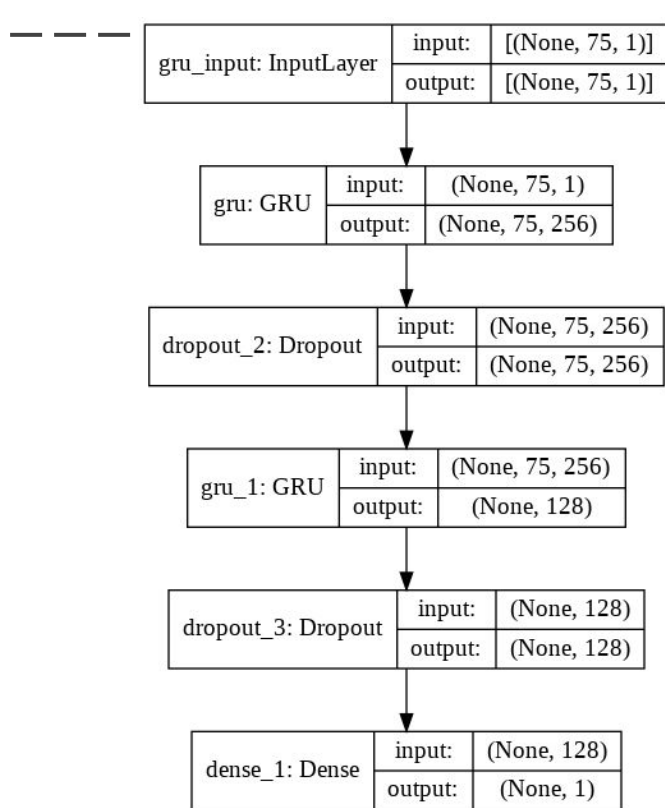 gru_input: InputLayer
input: [(None, 75, 1)]
output: [(None, 75, 1)]
gru: GRU
input: (None, 75, 1)
output: (None, 75, 256)
dropout_2: Dropout
input: (None, 75, 256)
output: (None, 75, 256)
gru_1: GRU
input: (None, 75, 256)
output: (None, 128)
dropout_3: Dropout
input: (None, 128)
output: (None, 128)
dense_1: Dense
input: (None, 128)
output: (None, 1)